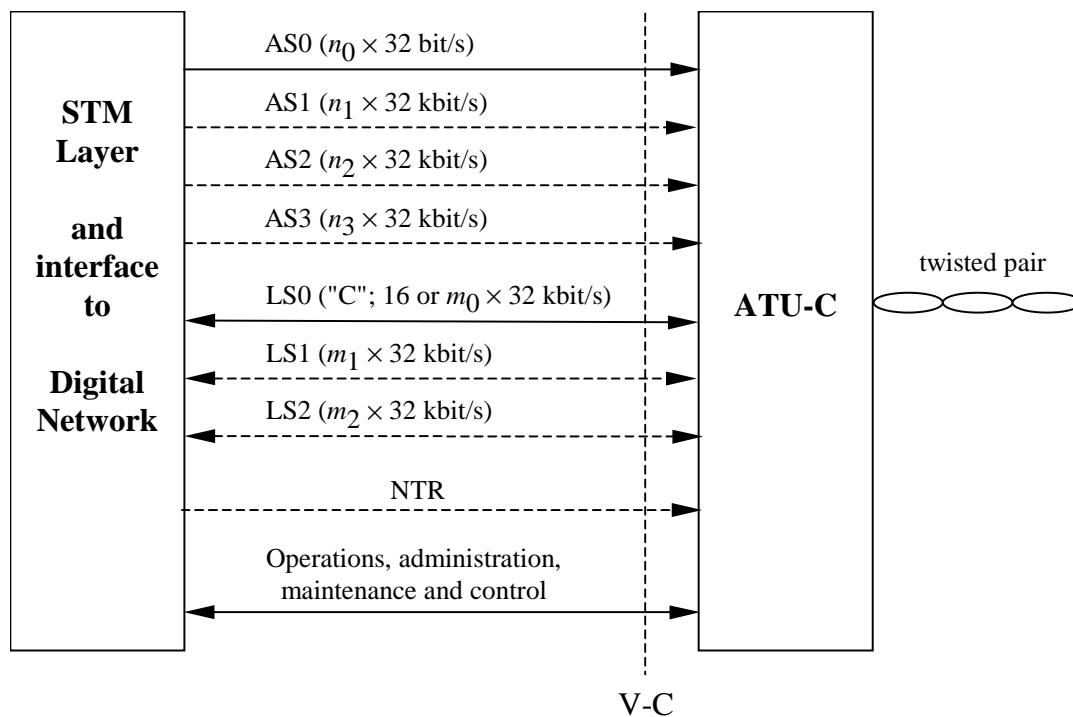 AS0 (n0 × 32 bit/s)
STM
Layer
and
interface
to
Digital
Network
AS1 (n1 × 32 kbit/s)
AS2 (n2 × 32 kbit/s)
AS3 (n3 × 32 kbit/s)
LS0 ("C"; 16 or m0 × 32 kbit/s)
LS1 (m1 × 32 kbit/s)
LS2 (m2 × 32 kbit/s)
NTR
Operations, administration,
maintenance and control
V-C
ATU-C
twisted pair